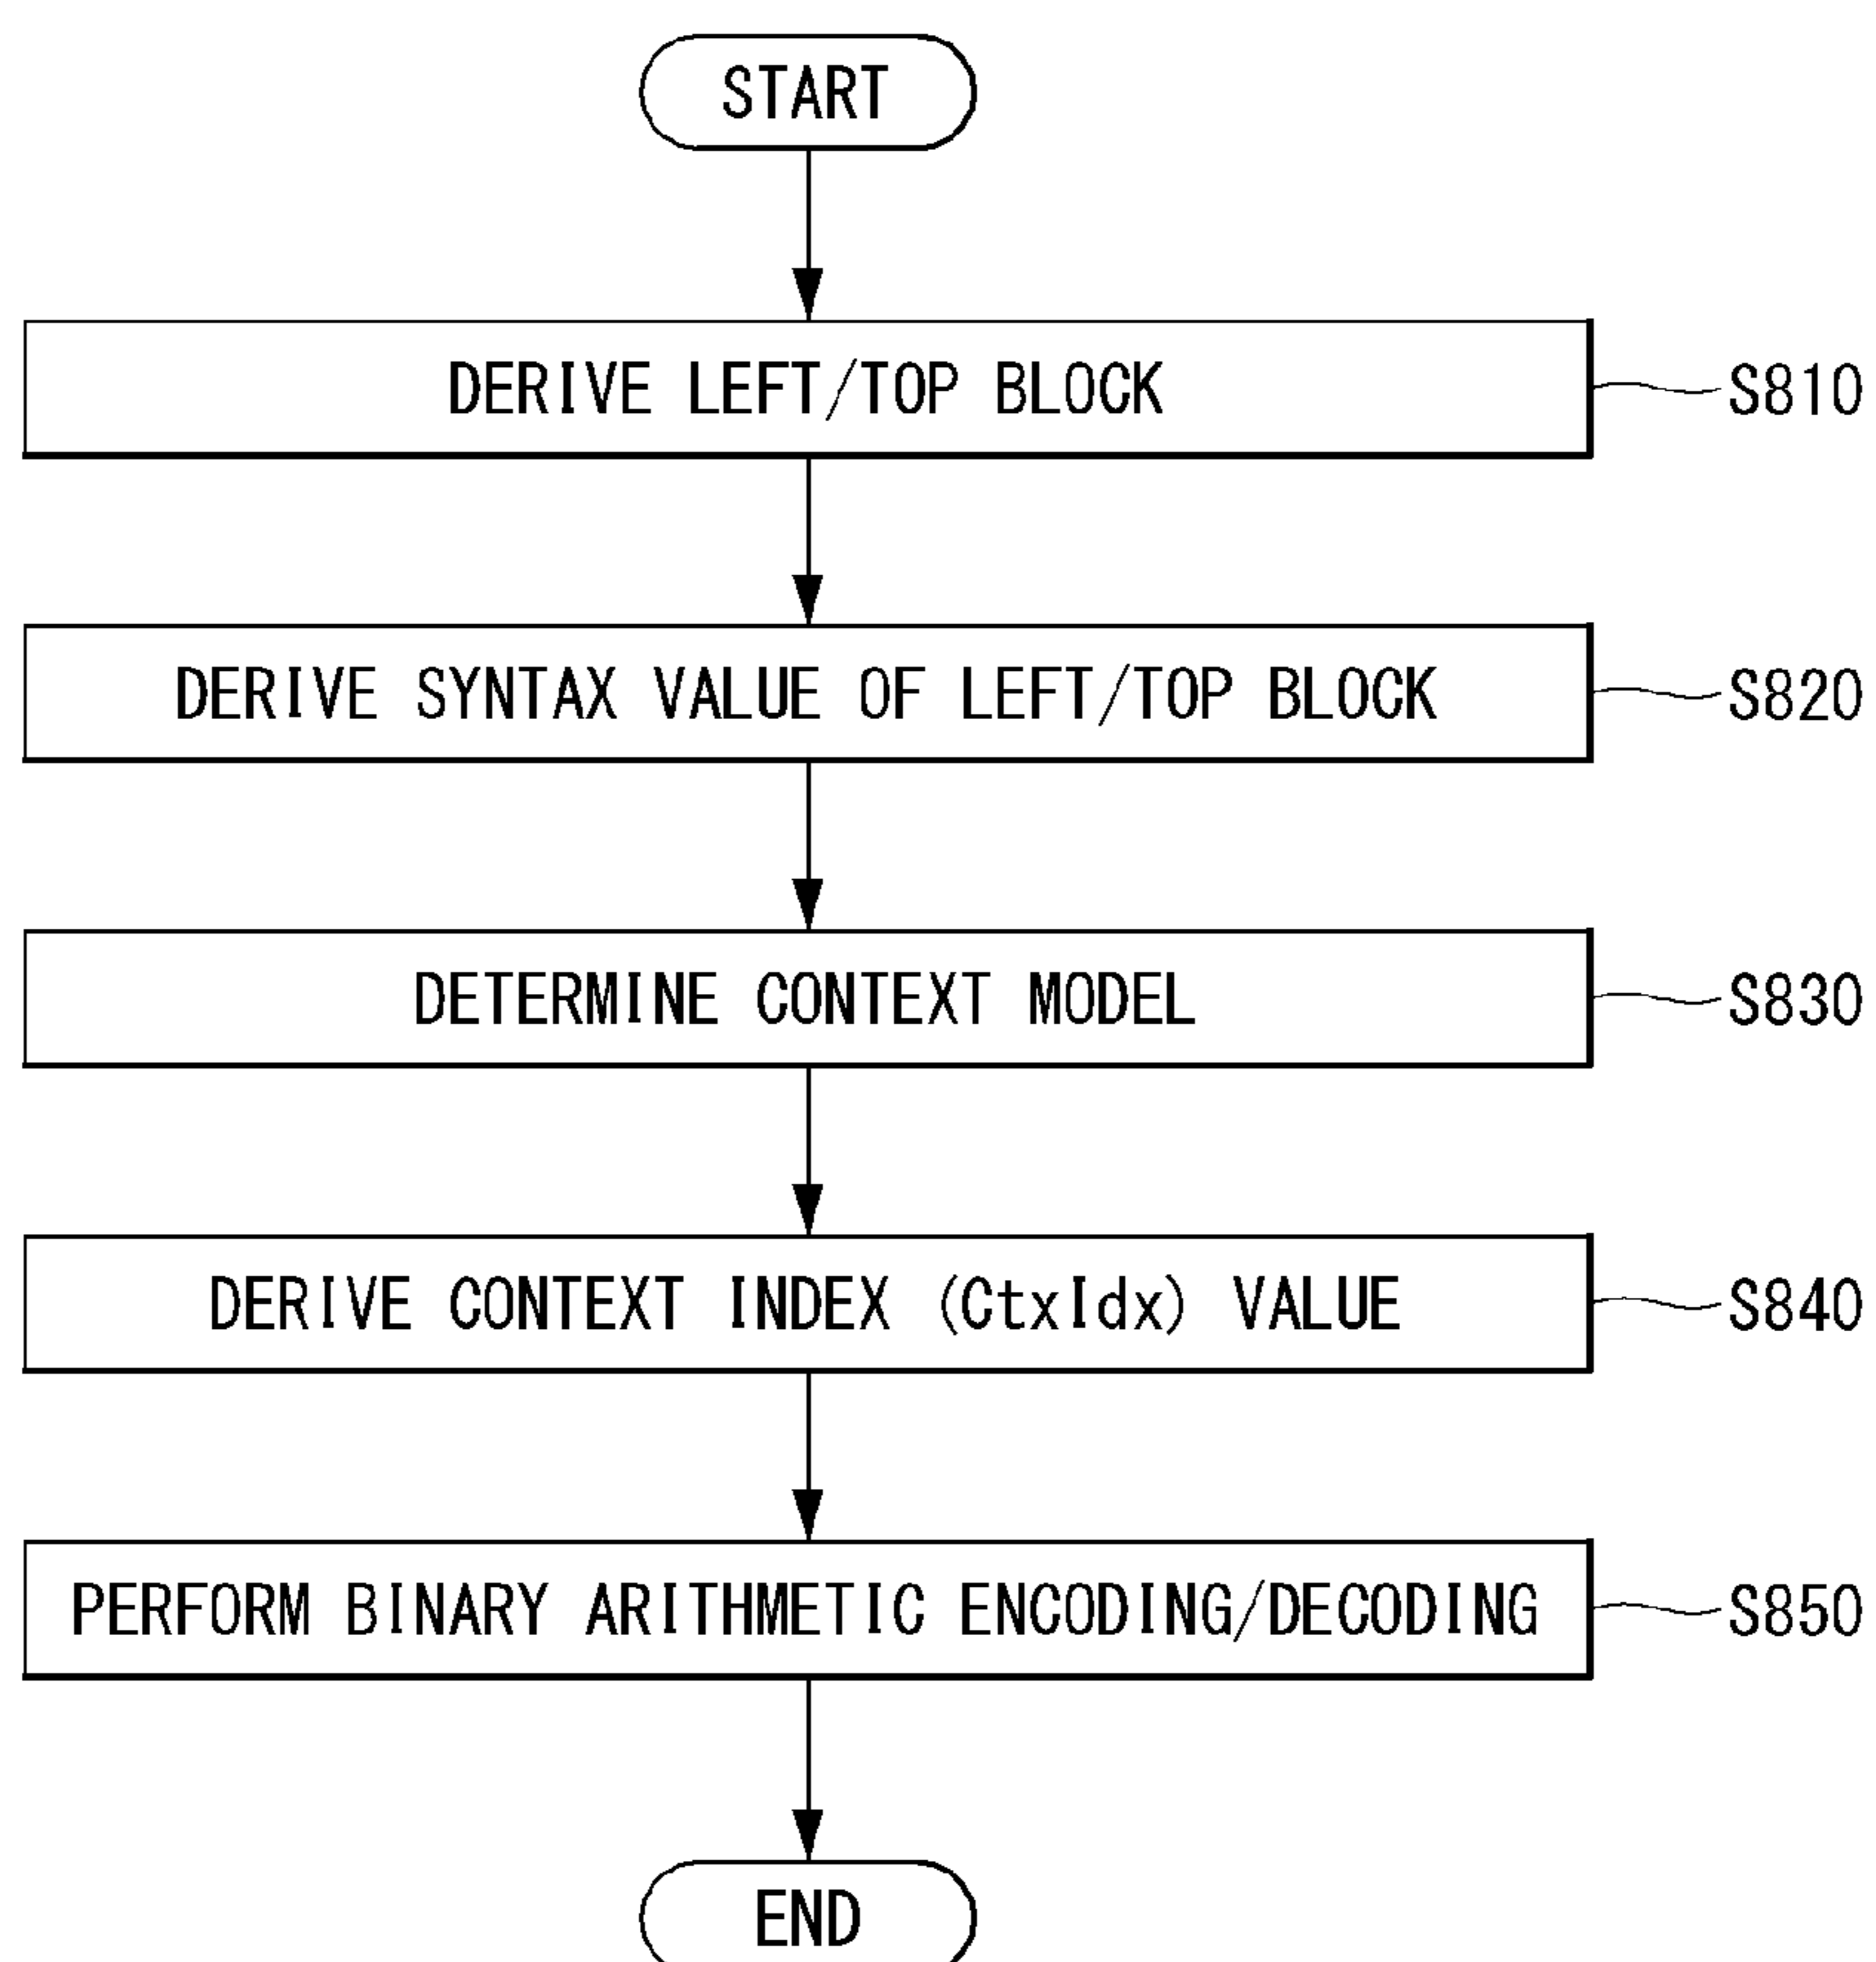 START
DERIVE LEFT/TOP BLOCK
S810
DERIVE SYNTAX VALUE OF LEFT/TOP BLOCK
S820
DETERMINE CONTEXT MODEL
S830
DERIVE CONTEXT INDEX (CtxIdx) VALUE
S840
PERFORM BINARY ARITHMETIC ENCODING/DECODING
S850
END